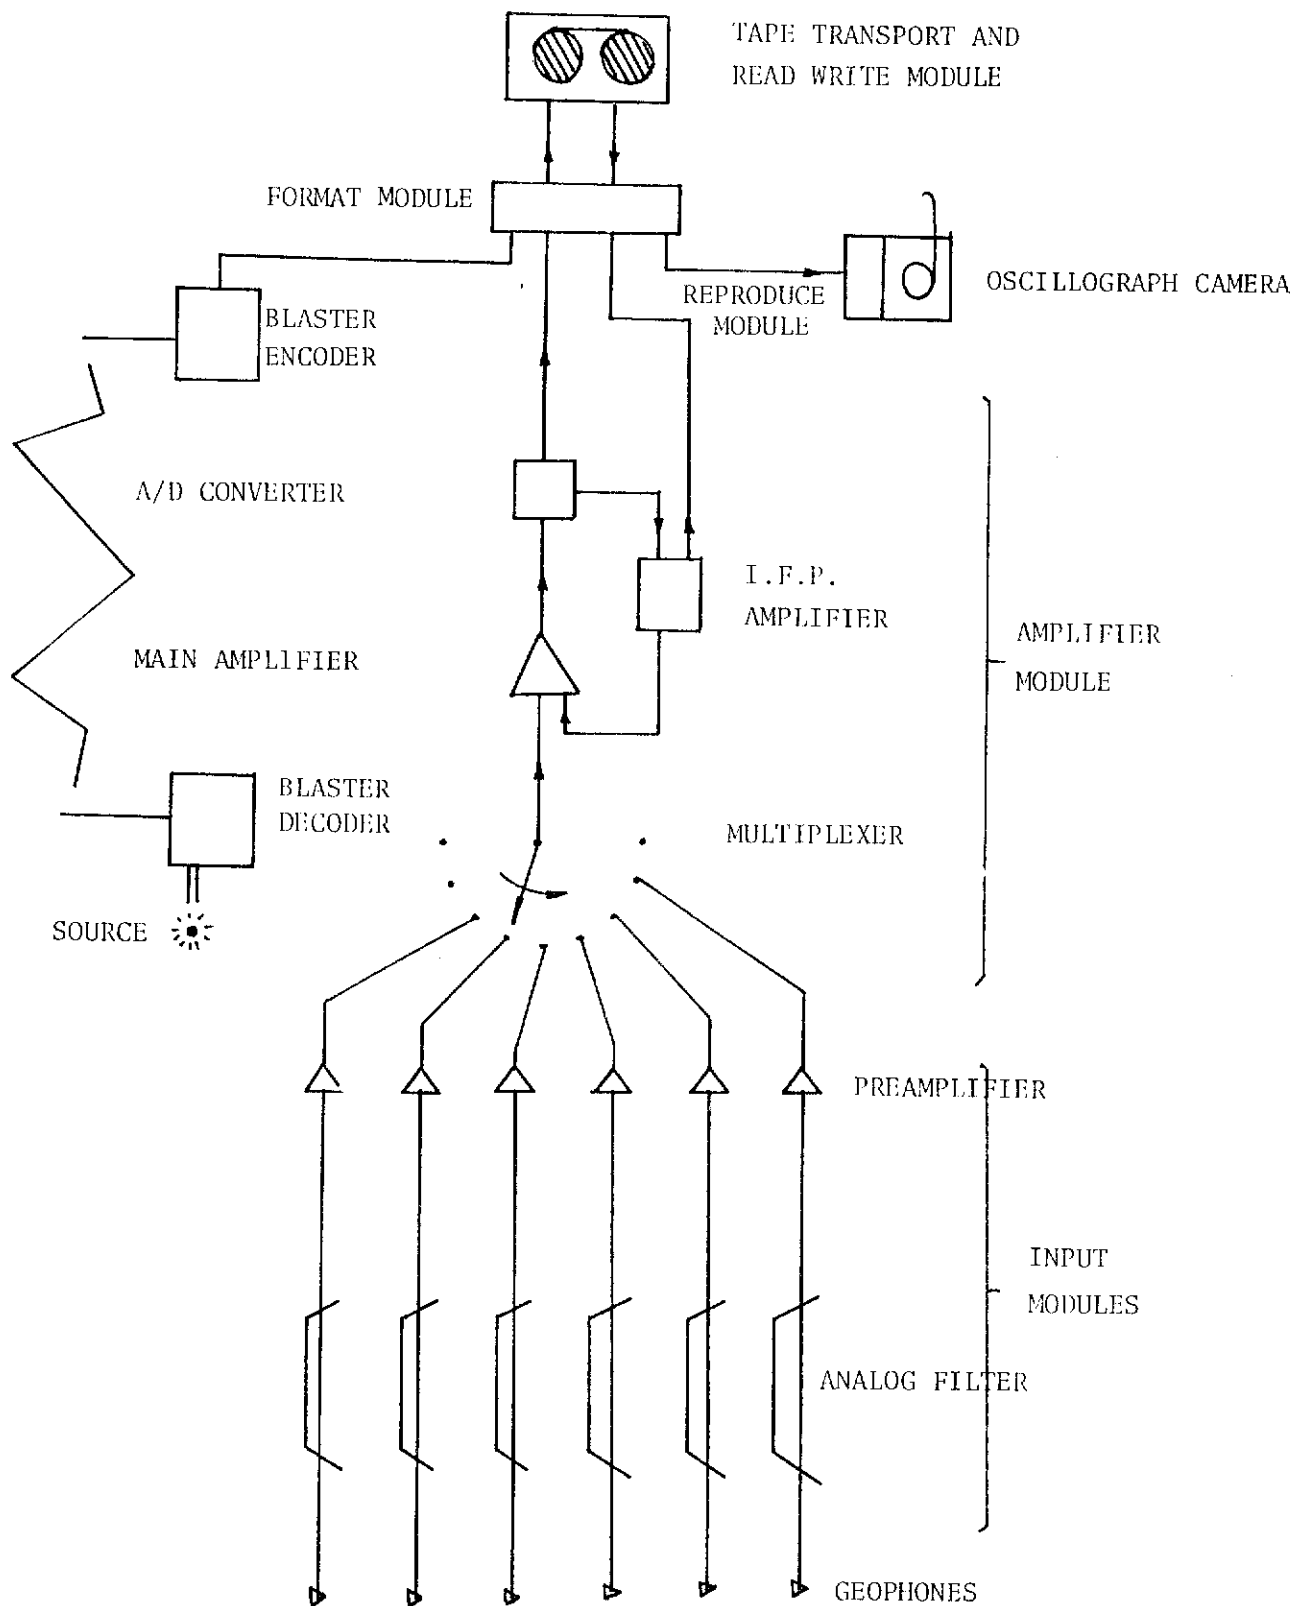 TAPE TRANSPORT AND
READ WRITE MODULE
FORMAT MODULE
OSCILLOGRAPH CAMERA
REPRODUCE
MODULE
BLASTER
ENCODER
A/D CONVERTER
I.F.P.
AMPLIFIER
MAIN AMPLIFIER
AMPLIFIER
MODULE
BLASTER
DECODER
MULTIPLEXER
SOURCE
PREAMPLIFIER
INPUT
MODULES
ANALOG FILTER
GEOPHONES